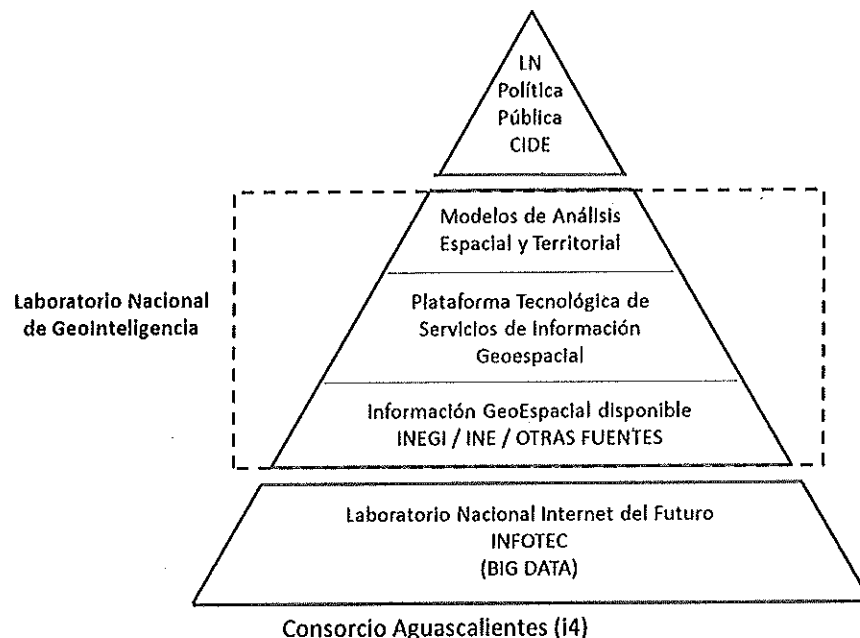 LN
Política
Pública
CIDE
Modelos de Análisis
Espacial y Territorial
Laboratorio Nacional
de GeoInteligencia
Plataforma Tecnológica de
Servicios de Información
Geoespacial
Información GeoEspacial disponible
INEGI / INE / OTRAS FUENTES
Laboratorio Nacional Internet del Futuro
INFOTEC
(BIG DATA)
Consorcio Aguascalientes (i4)